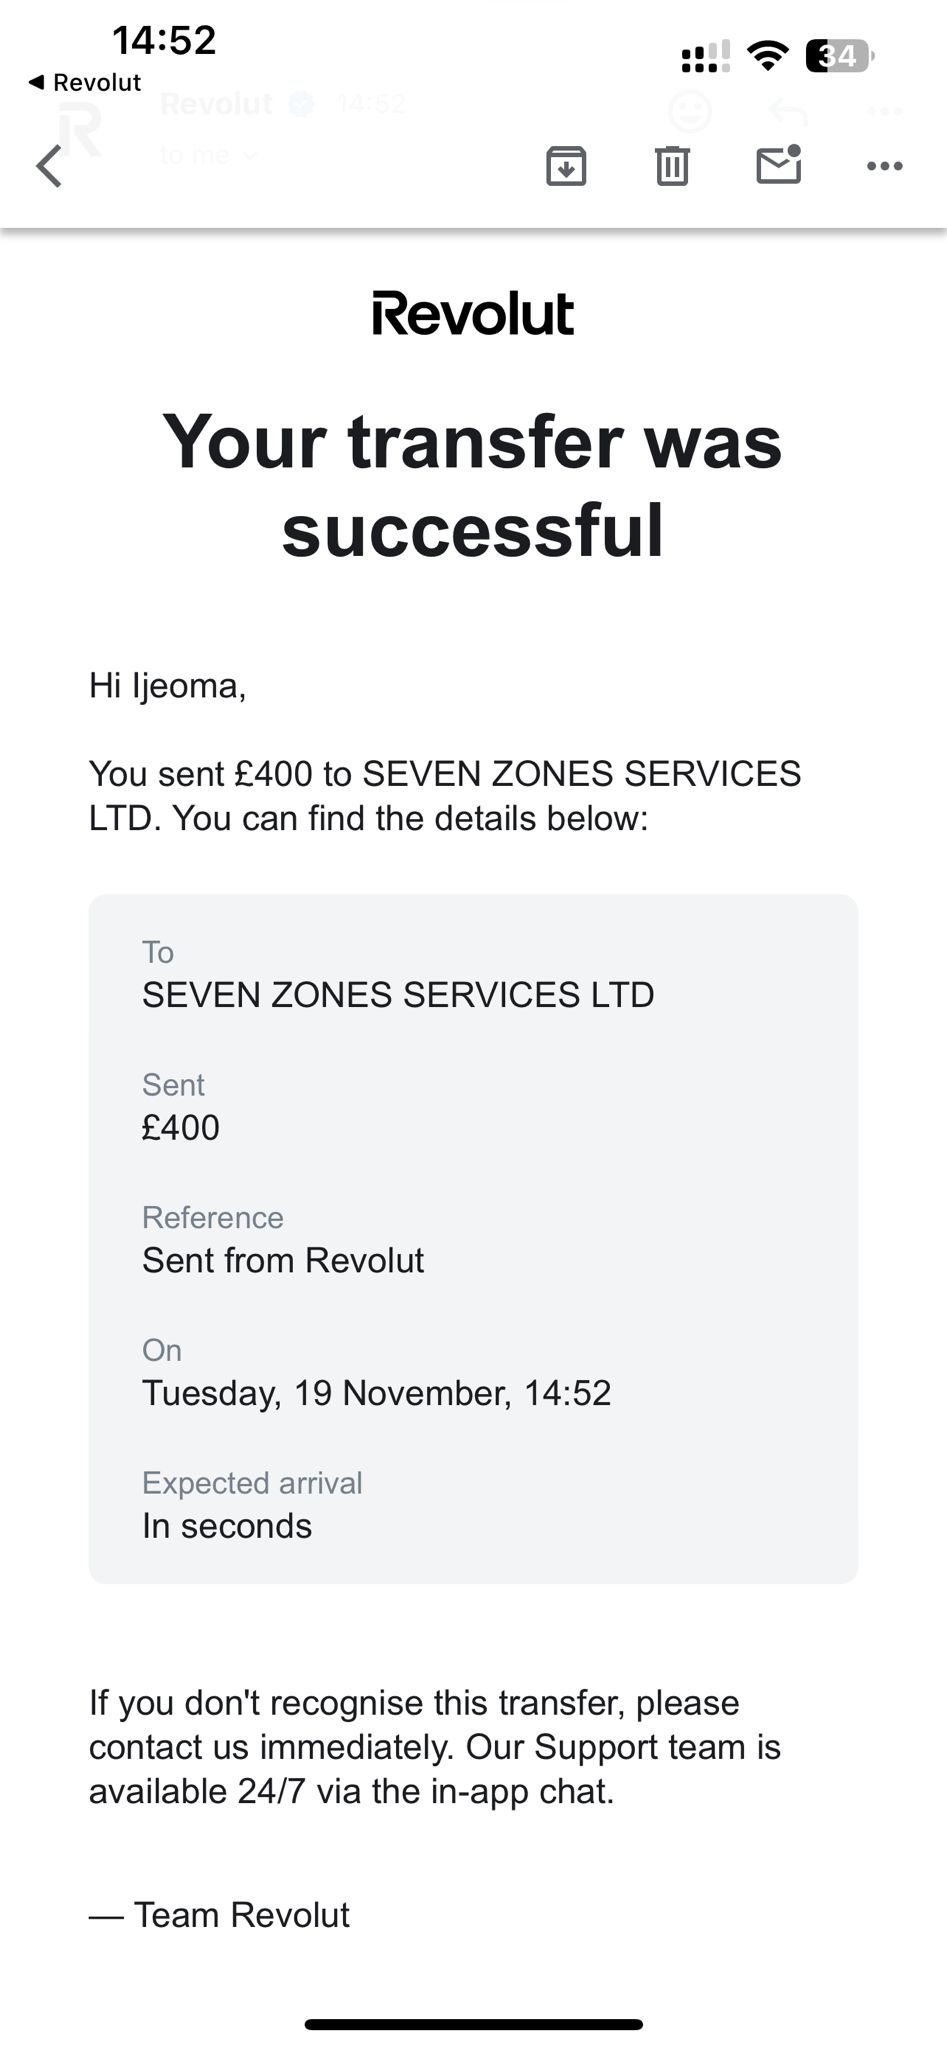 14:52
34
Revolut
Revolut 14:52
to me
Revolut
Your transfer was
successful
Hi Ijeoma,
You sent £400 to SEVEN ZONES SERVICES
LTD. You can find the details below:
To
SEVEN ZONES SERVICES LTD
Sent
£400
Reference
Sent from Revolut
On
Tuesday, 19 November, 14:52
Expected arrival
In seconds
If you don't recognise this transfer, please
contact us immediately. Our Support team is
available 24/7 via the in-app chat.
— Team Revolut